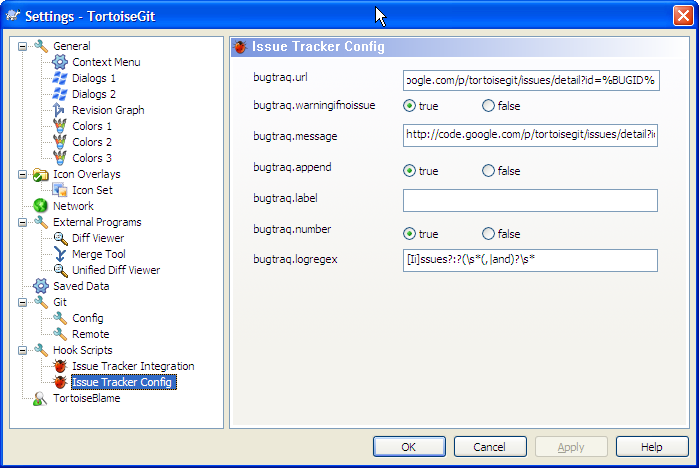 Settings - TortoiseGit
General
Context Menu
Dialogs 1
Dialogs 2
Revision Graph
Colors 1
Colors 2
Colors 3
Icon Overlays
Icon Set
Network
External Programs
Diff Viewer
Merge Tool
Unified Diff Viewer
Saved Data
Git
Config
Remote
Hook Scripts
Issue Tracker Integration
Issue Tracker Config
TortoiseBlame
Issue Tracker Config
bugtraq.url oogle.com/p/tortoisegit/issues/detail?id=%BUGID%
bugtraq.warningifnoissue true false
bugtraq.message http://code.google.com/p/tortoisegit/issues/detail?i
bugtraq.append true false
bugtraq.label
bugtraq.number true false
bugtraq.logregex [Ii]ssues?:?(\s*(,|and)?\s*
OK Cancel Apply Help